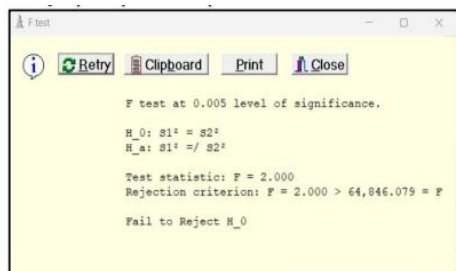 F test
Retry Clipboard Print Close
F test at 0.005 level of significance.
H_0: S1² = S2²
H_a: S1² =/ S2²
Test statistic: F = 2.000
Rejection criterion: F = 2.000 > 64,846.079 = F
Fail to Reject H_0